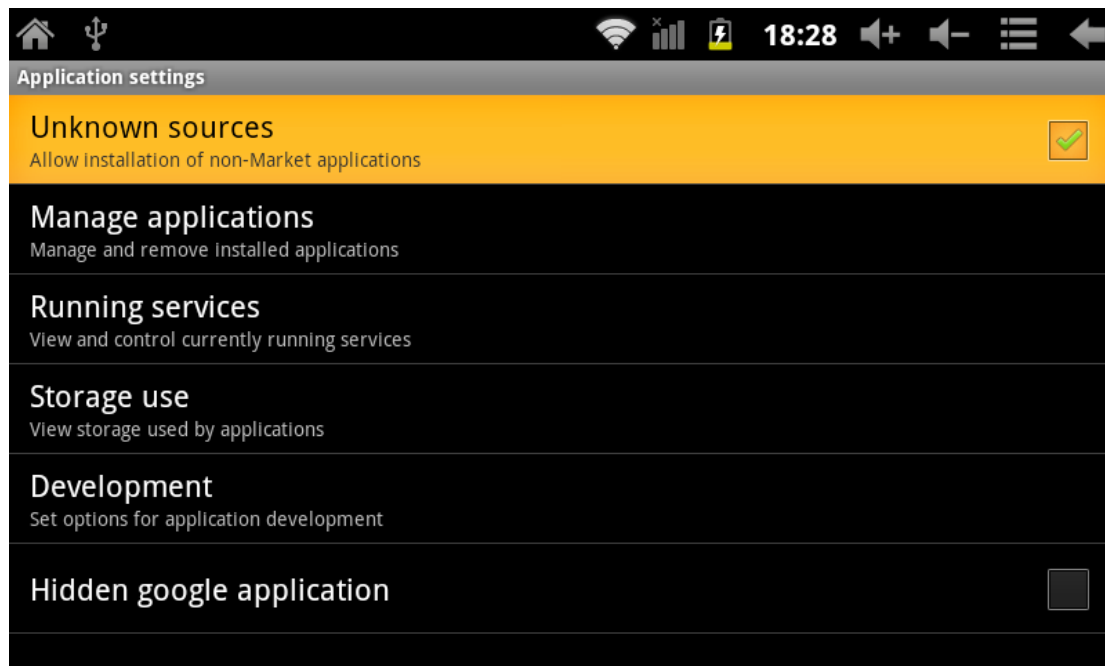 18:28
Application settings
Unknown sources
Allow installation of non-Market applications
Manage applications
Manage and remove installed applications
Running services
View and control currently running services
Storage use
View storage used by applications
Development
Set options for application development
Hidden google application